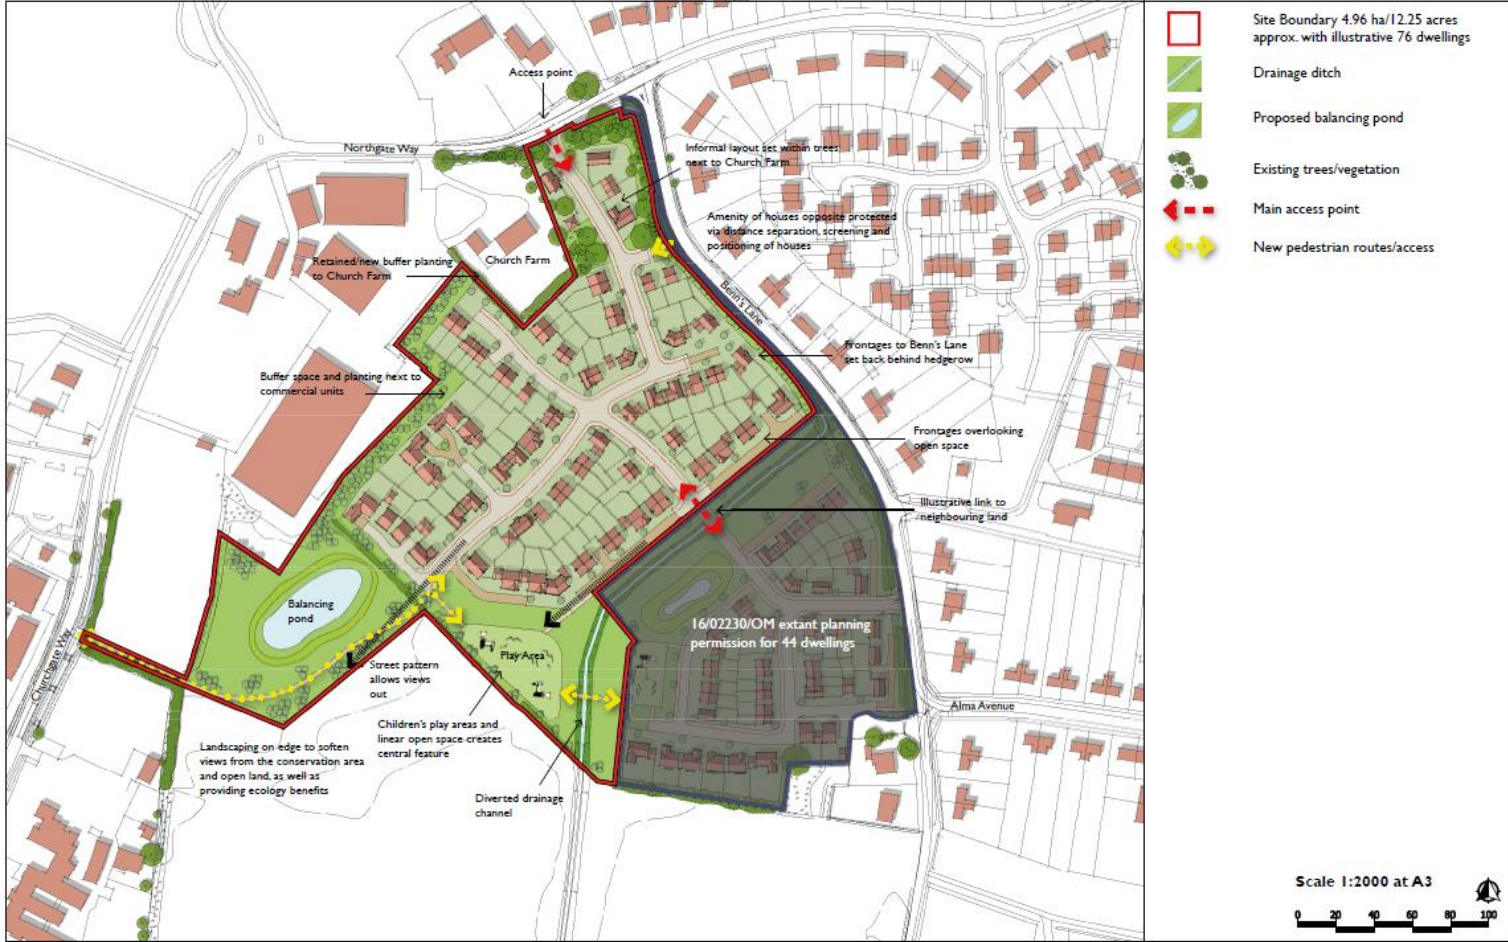 Access point
Northgate Way
Informal layout set within trees
next to Church Farm
Amenity of houses opposite protected
via distance separation, screening and
positioning of houses
Retained/new buffer planting
to Church Farm
Church Farm
Benn's Lane
Frontages to Benn's Lane
set back behind hedgerow
Buffer space and planting next to
commercial units
Frontages overlooking
open space
Illustrative link to
neighbouring land
Balancing
pond
16/02230/OM extant planning
permission for 44 dwellings
Play Area
Churchgate Way
Street pattern
allows views
out
Alma Avenue
Children's play areas and
linear open space creates
central feature
Landscaping on edge to soften
views from the conservation area
and open land, as well as
providing ecology benefits
Diverted drainage
channel
Site Boundary 4.96 ha/12.25 acres
approx. with illustrative 76 dwellings
Drainage ditch
Proposed balancing pond
Existing trees/vegetation
Main access point
New pedestrian routes/access
Scale 1:2000 at A3
0 20 40 60 80 100